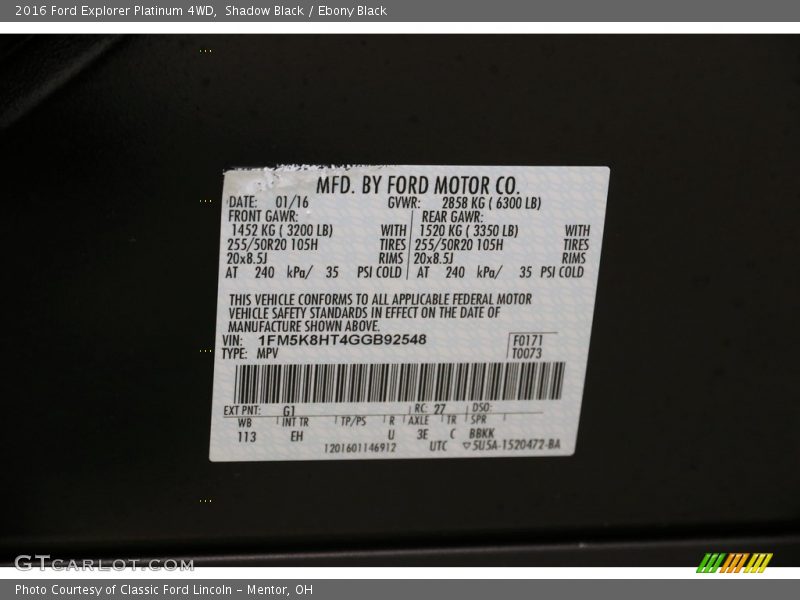 2016 Ford Explorer Platinum 4WD,  Shadow Black / Ebony Black
MFD. BY FORD MOTOR CO.
DATE: 01/16 GVWR: 2858 KG ( 6300 LB)
FRONT GAWR: REAR GAWR:
1452 KG ( 3200 LB) WITH 1520 KG ( 3350 LB) WITH
255/50R20 105H TIRES 255/50R20 105H TIRES
20x8.5J RIMS 20x8.5J RIMS
AT 240 kPa/ 35 PSI COLD AT 240 kPa/ 35 PSI COLD
THIS VEHICLE CONFORMS TO ALL APPLICABLE FEDERAL MOTOR
VEHICLE SAFETY STANDARDS IN EFFECT ON THE DATE OF
MANUFACTURE SHOWN ABOVE.
VIN: 1FM5K8HT4GGB92548 F0171
TYPE: MPV T0073
EXT PNT: G1 RC: 27 DSO:
WB INT TR TP/PS R AXLE TR SPR
113 EH U 3E C BBKK
1201601146912 UTC ▽5USA-1520472-BA
GTCARLOT.COM
Photo Courtesy of Classic Ford Lincoln - Mentor, OH